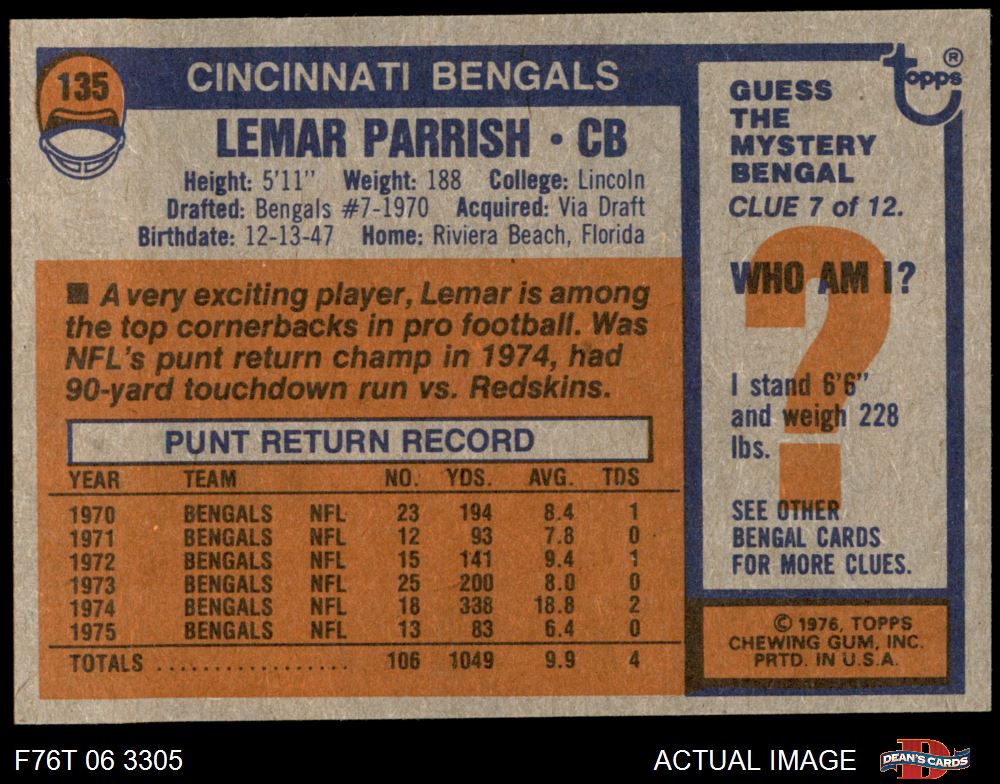 135
CINCINNATI BENGALS
LEMAR PARRISH • CB
Height: 5'11" Weight: 188 College: Lincoln
Drafted: Bengals #7-1970 Acquired: Via Draft
Birthdate: 12-13-47 Home: Riviera Beach, Florida
■ A very exciting player, Lemar is among
the top cornerbacks in pro football. Was
NFL's punt return champ in 1974, had
90-yard touchdown run vs. Redskins.
PUNT RETURN RECORD
YEAR TEAM NO. YDS. AVG. TDS
1970 BENGALS NFL 23 194 8.4 1
1971 BENGALS NFL 12 93 7.8 0
1972 BENGALS NFL 15 141 9.4 1
1973 BENGALS NFL 25 200 8.0 0
1974 BENGALS NFL 18 338 18.8 2
1975 BENGALS NFL 13 83 6.4 0
TOTALS .................. 106 1049 9.9 4
topps ®
GUESS
THE
MYSTERY
BENGAL
CLUE 7 of 12.
?
WHO AM I?
I stand 6'6"
and weigh 228
lbs.
SEE OTHER
BENGAL CARDS
FOR MORE CLUES.
© 1976, TOPPS
CHEWING GUM, INC.
PRTD. IN U.S.A.
F76T 06 3305
ACTUAL IMAGE
DEAN'S CARDS